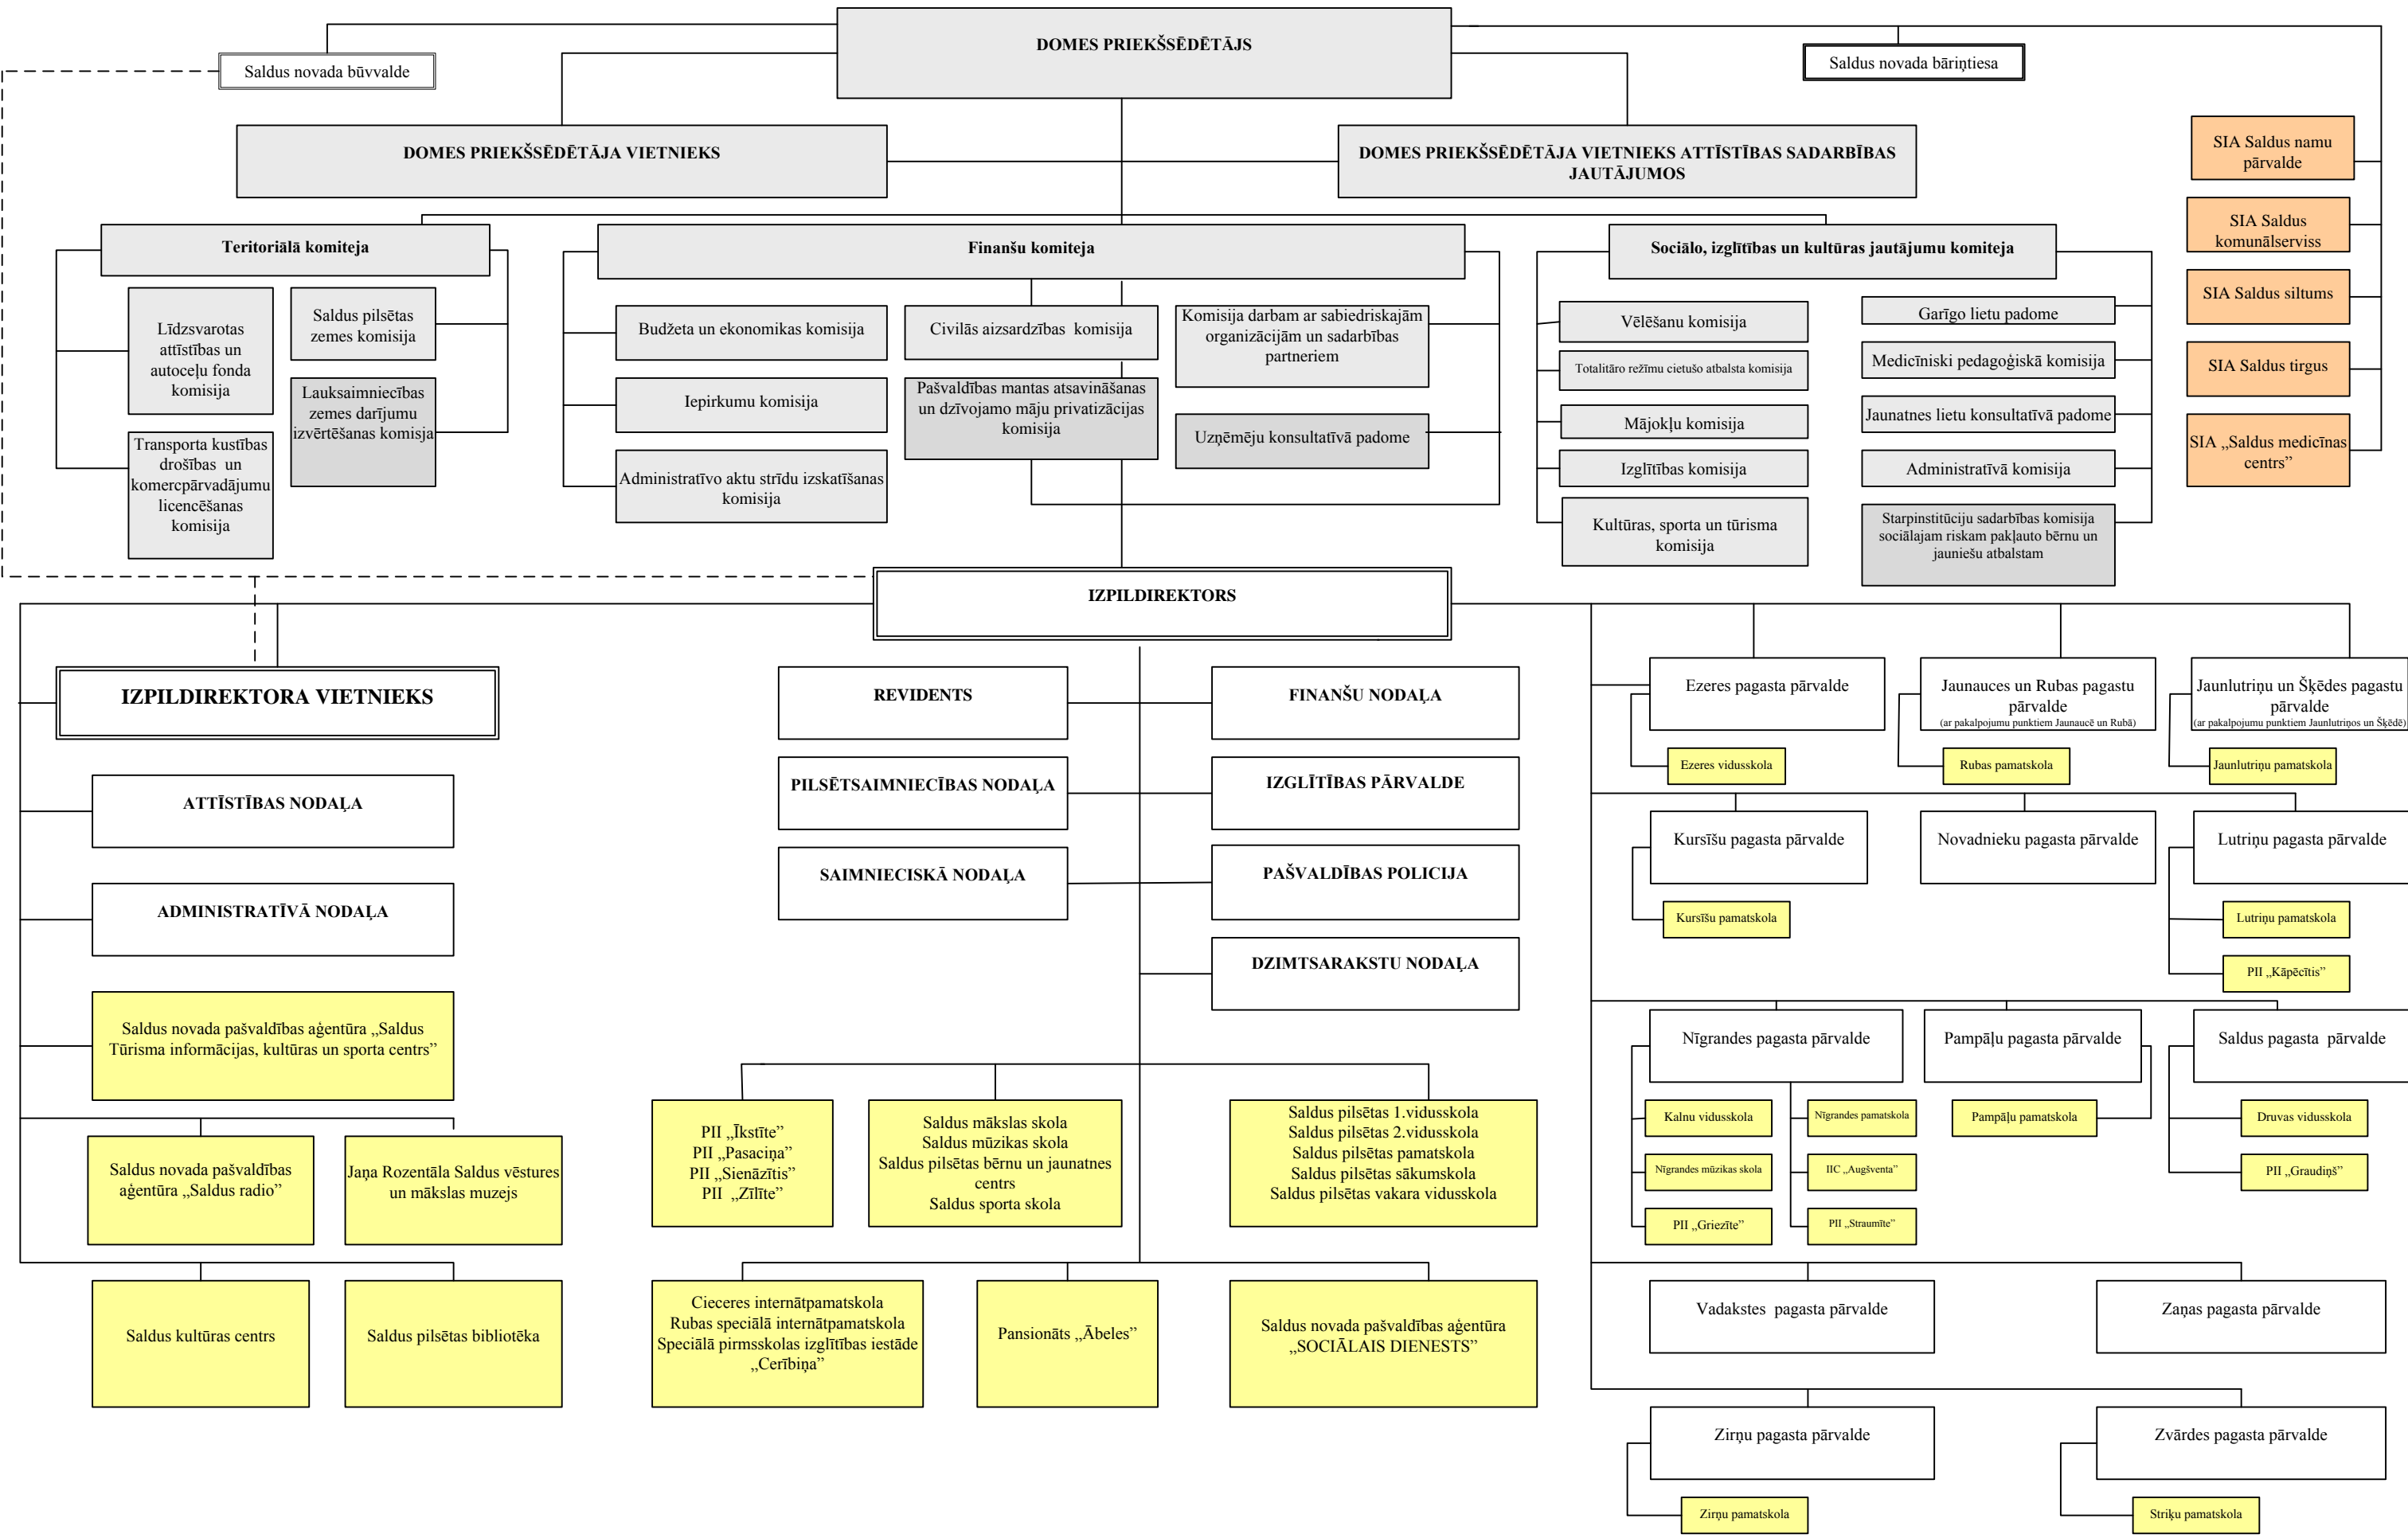 DOMES PRIEKŠSĒDĒTĀJS
Saldus novada būvvalde
Saldus novada bāriņtiesa
DOMES PRIEKŠSĒDĒTĀJA VIETNIEKS
DOMES PRIEKŠSĒDĒTĀJA VIETNIEKS ATTĪSTĪBAS SADARBĪBAS
JAUTĀJUMOS
SIA Saldus namu
pārvalde
SIA Saldus
komunālserviss
SIA Saldus siltums
SIA Saldus tirgus
SIA „Saldus medicīnas
centrs”
Teritoriālā komiteja
Līdzsvarotas
attīstības un
autoceļu fonda
komisija
Saldus pilsētas
zemes komisija
Lauksaimniecības
zemes darījumu
izvērtēšanas komisja
Transporta kustības
drošības un
komercpārvadājumu
licencēšanas
komisija
Finanšu komiteja
Budžeta un ekonomikas komisija
Iepirkumu komisija
Administratīvo aktu strīdu izskatīšanas
komisija
Civilās aizsardzības komisija
Pašvaldības mantas atsavināšanas
un dzīvojamo māju privatizācijas
komisija
Komisija darbam ar sabiedriskajām
organizācijām un sadarbības
partneriem
Uzņēmēju konsultatīvā padome
Sociālo, izglītības un kultūras jautājumu komiteja
Vēlēšanu komisija
Totalitāro režīmu cietušo atbalsta komisija
Mājokļu komisija
Izglītības komisija
Kultūras, sporta un tūrisma
komisija
Garīgo lietu padome
Medicīniski pedagoģiskā komisija
Jaunatnes lietu konsultatīvā padome
Administratīvā komisija
Starpinstitūciju sadarbības komisija
sociālajam riskam pakļauto bērnu un
jauniešu atbalstam
IZPILDIREKTORS
IZPILDIREKTORA VIETNIEKS
ATTĪSTĪBAS NODAĻA
ADMINISTRATĪVĀ NODAĻA
Saldus novada pašvaldības aģentūra „Saldus
Tūrisma informācijas, kultūras un sporta centrs”
Saldus novada pašvaldības
aģentūra „Saldus radio”
Jaņa Rozentāla Saldus vēstures
un mākslas muzejs
Saldus kultūras centrs
Saldus pilsētas bibliotēka
REVIDENTS
FINANŠU NODAĻA
PILSĒTSAIMNIECĪBAS NODAĻA
IZGLĪTĪBAS PĀRVALDE
SAIMNIECISKĀ NODAĻA
PAŠVALDĪBAS POLICIJA
DZIMTSARAKSTU NODAĻA
PII „Īkstīte”
PII „Pasaciņa”
PII „Sienāzītis”
PII „Zīlīte”
Saldus mākslas skola
Saldus mūzikas skola
Saldus pilsētas bērnu un jaunatnes
centrs
Saldus sporta skola
Saldus pilsētas 1.vidusskola
Saldus pilsētas 2.vidusskola
Saldus pilsētas pamatskola
Saldus pilsētas sākumskola
Saldus pilsētas vakara vidusskola
Cieceres internātpamatskola
Rubas speciālā internātpamatskola
Speciālā pirmsskolas izglītības iestāde
„Cerībiņa”
Pansionāts „Ābeles”
Saldus novada pašvaldības aģentūra
„SOCIĀLAIS DIENESTS”
Ezeres pagasta pārvalde
Ezeres vidusskola
Jaunauces un Rubas pagastu
pārvalde
(ar pakalpojumu punktiem Jaunaucē un Rubā)
Rubas pamatskola
Jaunlutriņu un Šķēdes pagastu
pārvalde
(ar pakalpojumu punktiem Jaunlutriņos un Šķēdē)
Jaunlutriņu pamatskola
Kursīšu pagasta pārvalde
Kursīšu pamatskola
Novadnieku pagasta pārvalde
Lutriņu pagasta pārvalde
Lutriņu pamatskola
PII „Kāpēcītis”
Nīgrandes pagasta pārvalde
Kalnu vidusskola
Nīgrandes pamatskola
Nīgrandes mūzikas skola
IIC „Augšventa”
PII „Griezīte”
PII „Straumīte”
Pampāļu pagasta pārvalde
Pampāļu pamatskola
Saldus pagasta pārvalde
Druvas vidusskola
PII „Graudiņš”
Vadakstes pagasta pārvalde
Zaņas pagasta pārvalde
Zirņu pagasta pārvalde
Zirņu pamatskola
Zvārdes pagasta pārvalde
Striķu pamatskola